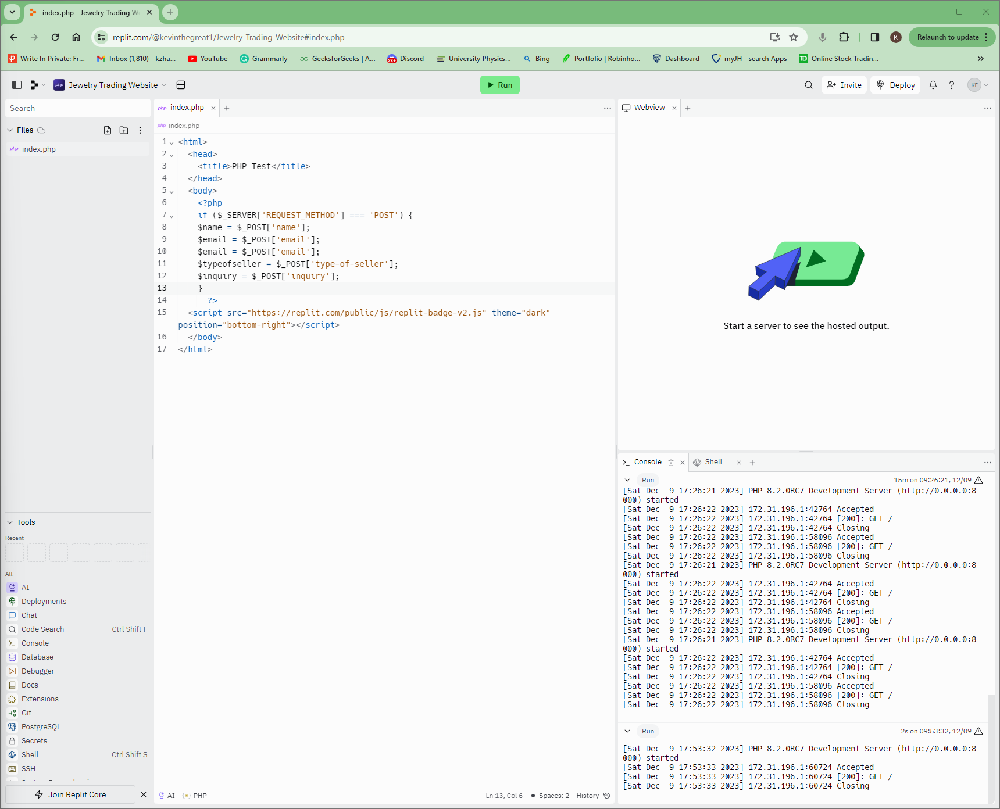 index.php - Jewelry Trading W
replit.com/@kevinthegreat1/Jewelry-Trading-Website#index.php
K
Relaunch to update
Write In Private: Fr...
Inbox (1,810) - kzha...
YouTube
Grammarly
GeeksforGeeks | A...
2k+
Discord
University Physics...
Bing
Portfolio | Robinho...
Dashboard
myJH - search Apps
Online Stock Tradin...
php
Jewelry Trading Website
Run
Invite
Deploy
KE
Search
Files
php index.php
php index.php
php index.php
1 <html>
2 <head>
3 <title>PHP Test</title>
4 </head>
5 <body>
6 <?php
7 if ($_SERVER['REQUEST_METHOD'] === 'POST') {
8 $name = $_POST['name'];
9 $email = $_POST['email'];
10 $email = $_POST['email'];
11 $typeofseller = $_POST['type-of-seller'];
12 $inquiry = $_POST['inquiry'];
13 }
14 ?>
15 <script src="https://replit.com/public/js/replit-badge-v2.js" theme="dark"
position="bottom-right"></script>
16 </body>
17 </html>
Webview
Start a server to see the hosted output.
Console
Shell
Run
15m on 09:26:21, 12/09
[Sat Dec  9 17:26:21 2023] PHP 8.2.0RC7 Development Server (http://0.0.0.0:8
000) started
[Sat Dec  9 17:26:22 2023] 172.31.196.1:42764 Accepted
[Sat Dec  9 17:26:22 2023] 172.31.196.1:42764 [200]: GET /
[Sat Dec  9 17:26:22 2023] 172.31.196.1:42764 Closing
[Sat Dec  9 17:26:22 2023] 172.31.196.1:58096 Accepted
[Sat Dec  9 17:26:22 2023] 172.31.196.1:58096 [200]: GET /
[Sat Dec  9 17:26:22 2023] 172.31.196.1:58096 Closing
[Sat Dec  9 17:26:21 2023] PHP 8.2.0RC7 Development Server (http://0.0.0.0:8
000) started
[Sat Dec  9 17:26:22 2023] 172.31.196.1:42764 Accepted
[Sat Dec  9 17:26:22 2023] 172.31.196.1:42764 [200]: GET /
[Sat Dec  9 17:26:22 2023] 172.31.196.1:42764 Closing
[Sat Dec  9 17:26:22 2023] 172.31.196.1:58096 Accepted
[Sat Dec  9 17:26:22 2023] 172.31.196.1:58096 [200]: GET /
[Sat Dec  9 17:26:22 2023] 172.31.196.1:58096 Closing
[Sat Dec  9 17:26:21 2023] PHP 8.2.0RC7 Development Server (http://0.0.0.0:8
000) started
[Sat Dec  9 17:26:22 2023] 172.31.196.1:42764 Accepted
[Sat Dec  9 17:26:22 2023] 172.31.196.1:42764 [200]: GET /
[Sat Dec  9 17:26:22 2023] 172.31.196.1:42764 Closing
[Sat Dec  9 17:26:22 2023] 172.31.196.1:58096 Accepted
[Sat Dec  9 17:26:22 2023] 172.31.196.1:58096 [200]: GET /
[Sat Dec  9 17:26:22 2023] 172.31.196.1:58096 Closing
Run
2s on 09:53:32, 12/09
[Sat Dec  9 17:53:32 2023] PHP 8.2.0RC7 Development Server (http://0.0.0.0:8
000) started
[Sat Dec  9 17:53:33 2023] 172.31.196.1:60724 Accepted
[Sat Dec  9 17:53:33 2023] 172.31.196.1:60724 [200]: GET /
[Sat Dec  9 17:53:33 2023] 172.31.196.1:60724 Closing
Tools
Recent
All
AI
Deployments
Chat
Code Search Ctrl Shift F
Console
Database
Debugger
Docs
Extensions
Git
PostgreSQL
Secrets
Shell Ctrl Shift S
SSH
Join Replit Core
AI
PHP
Ln 13, Col 6
Spaces: 2
History